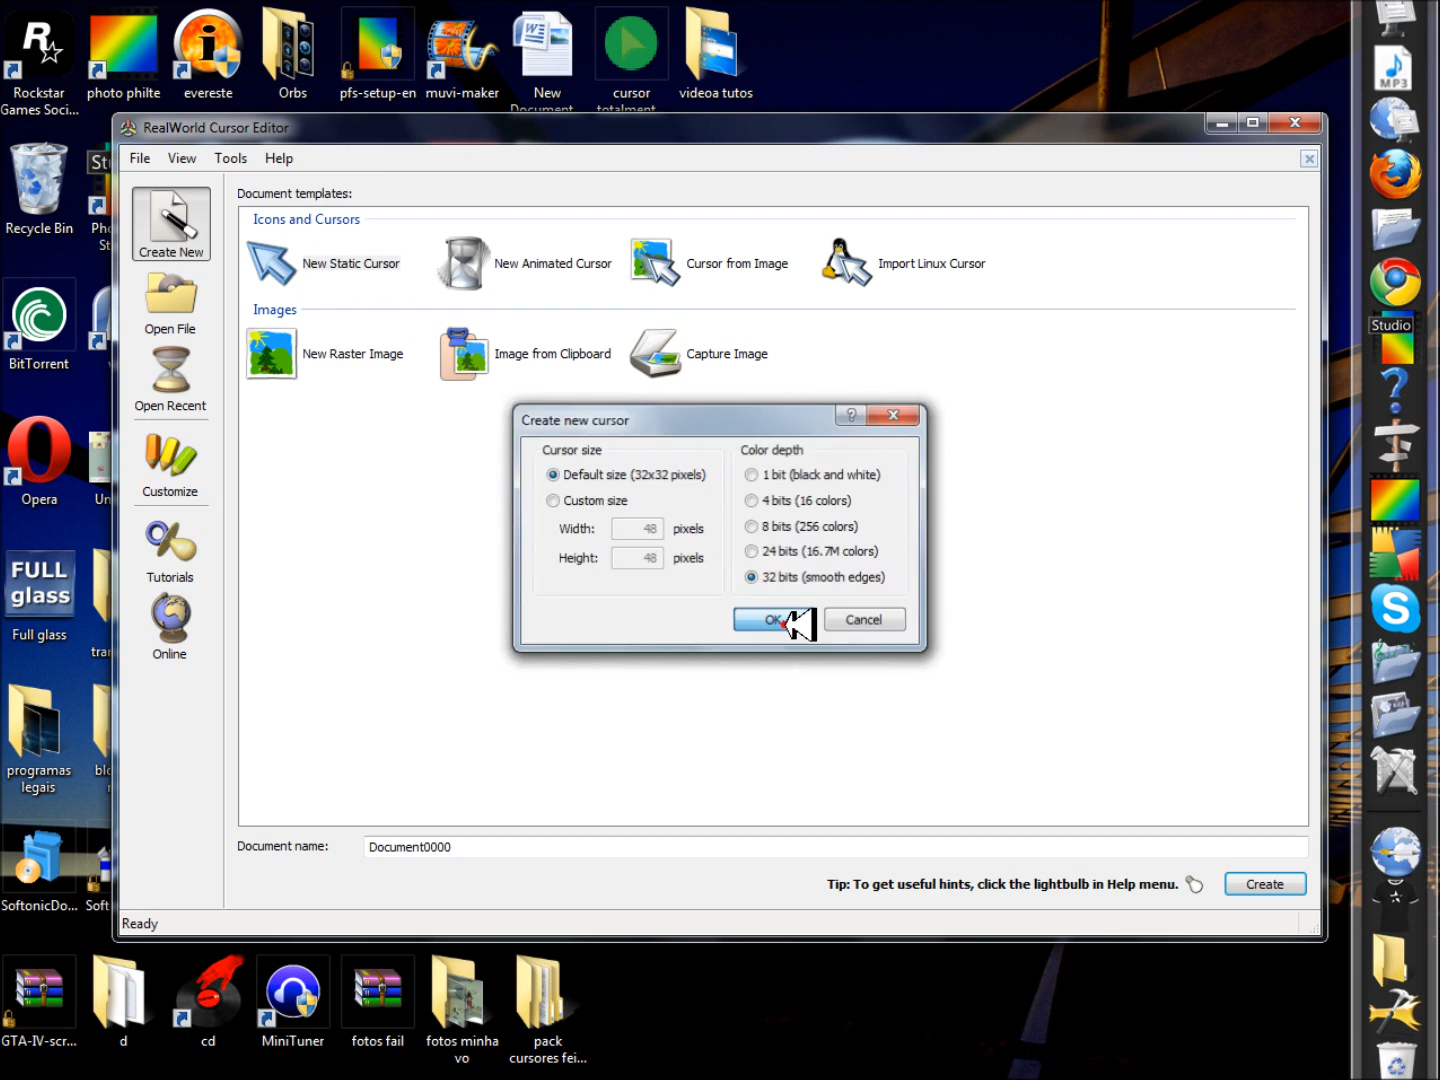 Rockstar
Games Soci...
photo philte
evereste
Orbs
pfs-setup-en
muvi-maker
New
cursor
videoa tutos
RealWorld Cursor Editor
File View Tools Help
Recycle Bin
Create New
Document templates:
Icons and Cursors
New Static Cursor
New Animated Cursor
Cursor from Image
Import Linux Cursor
Images
New Raster Image
Image from Clipboard
Capture Image
Open File
BitTorrent
Open Recent
Customize
Opera
Tutorials
FULL
glass
Full glass
Online
programas
legais
SoftonicDo...
Create new cursor
Cursor size
Default size (32x32 pixels)
Custom size
Width: 48 pixels
Height: 48 pixels
Color depth
1 bit (black and white)
4 bits (16 colors)
8 bits (256 colors)
24 bits (16.7M colors)
32 bits (smooth edges)
OK
Cancel
Document name: Document0000
Tip: To get useful hints, click the lightbulb in Help menu.
Create
Ready
GTA-IV-scr...
d
cd
MiniTuner
fotos fail
fotos minha
vo
pack
cursores fei...
MP3
Studio